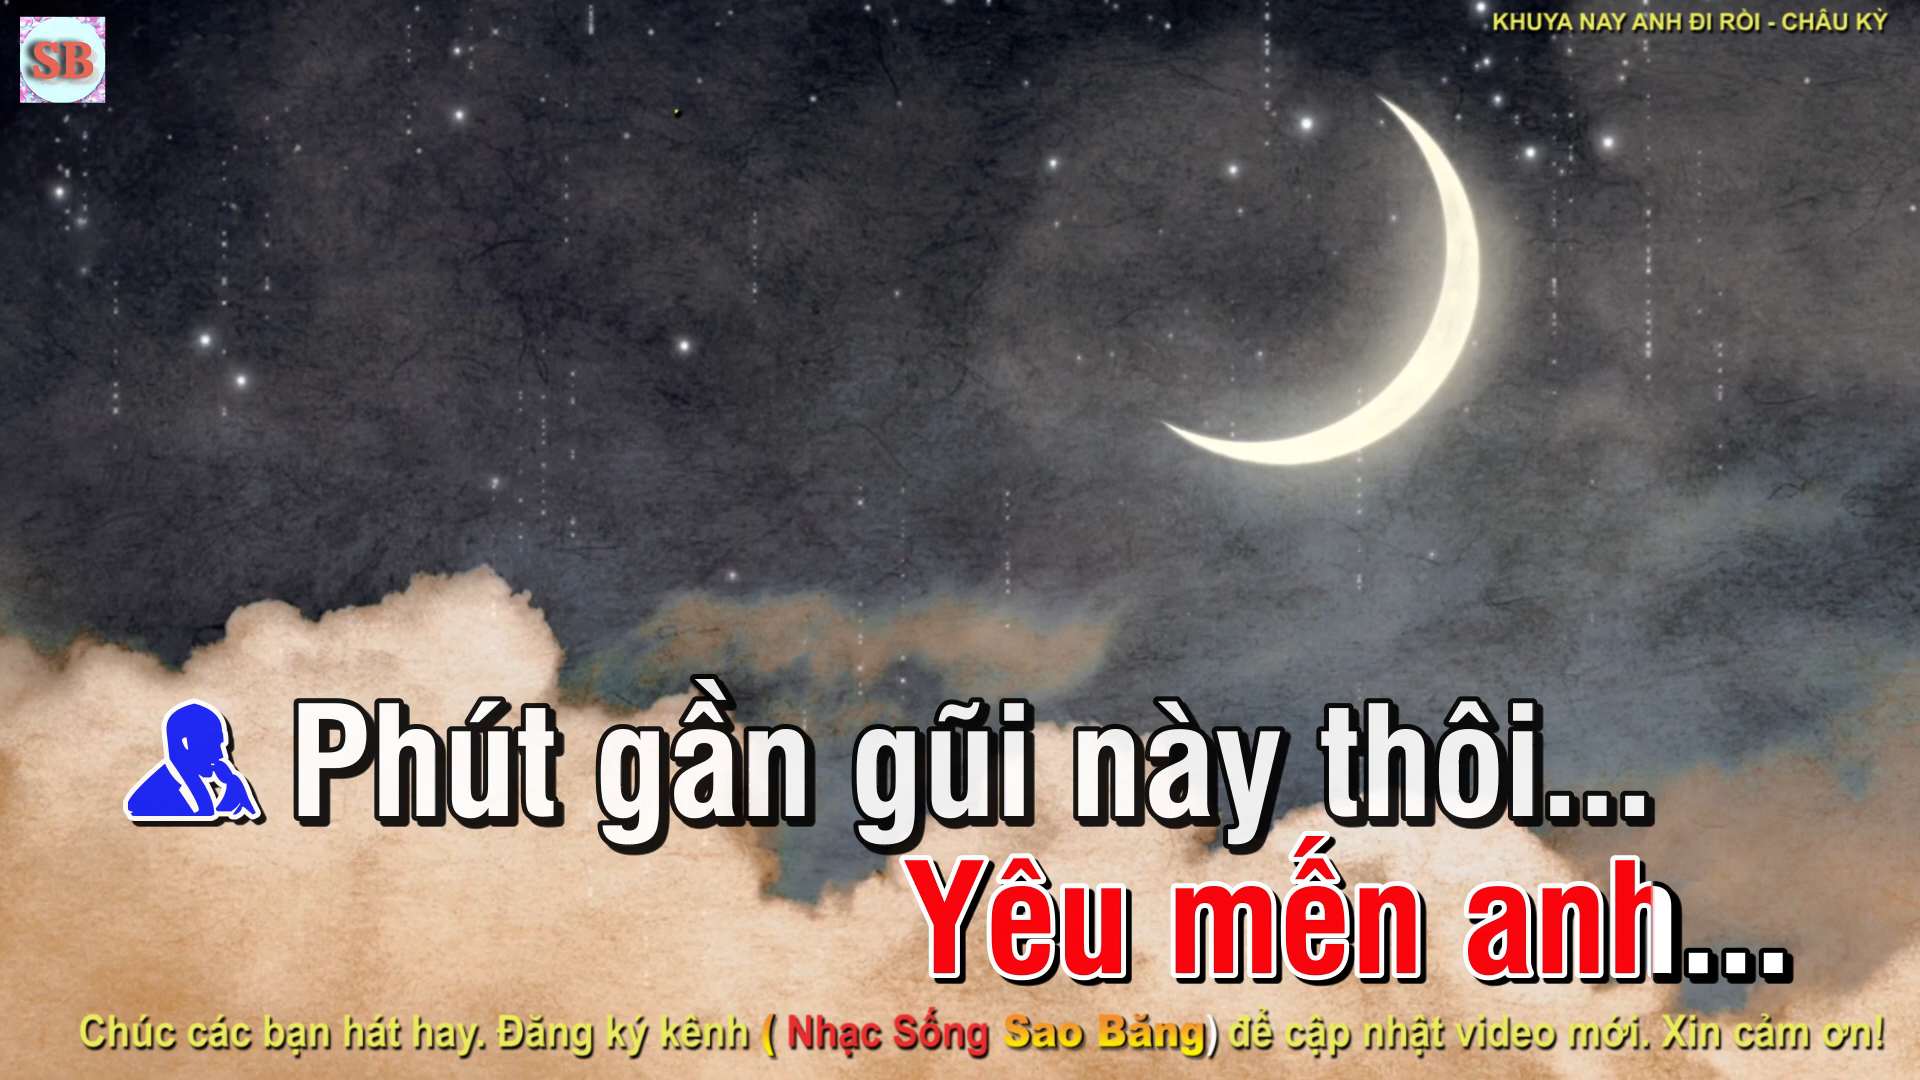 SB
KHUYA NAY ANH ĐI RỒI - CHÂU KỲ
Phút gần gũi này thôi...
Yêu mến anh...
Chúc các bạn hát hay. Đăng ký kênh ( Nhạc Sống Sao Băng) để cập nhật video mới. Xin cảm ơn!